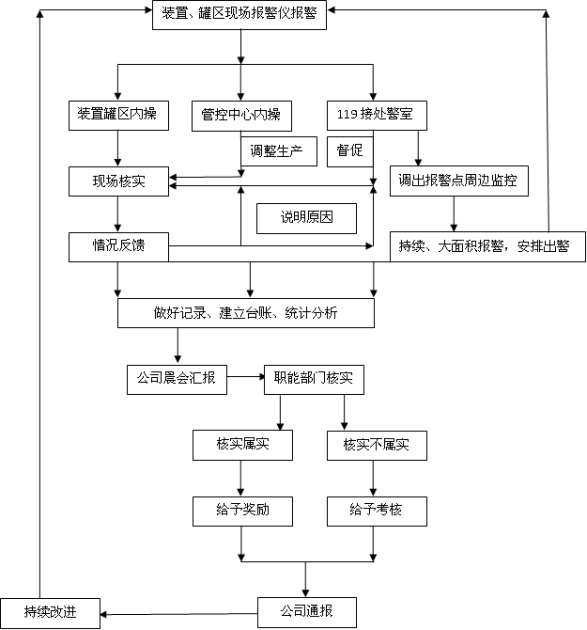 装置、罐区现场报警仪报警
装置罐区内操
管控中心内操
119 接处警室
调整生产
督促
现场核实
调出报警点周边监控
说明原因
情况反馈
持续、大面积报警，安排出警
做好记录、建立台账、统计分析
公司晨会汇报
职能部门核实
核实属实
核实不属实
给予奖励
给予考核
持续改进
公司通报